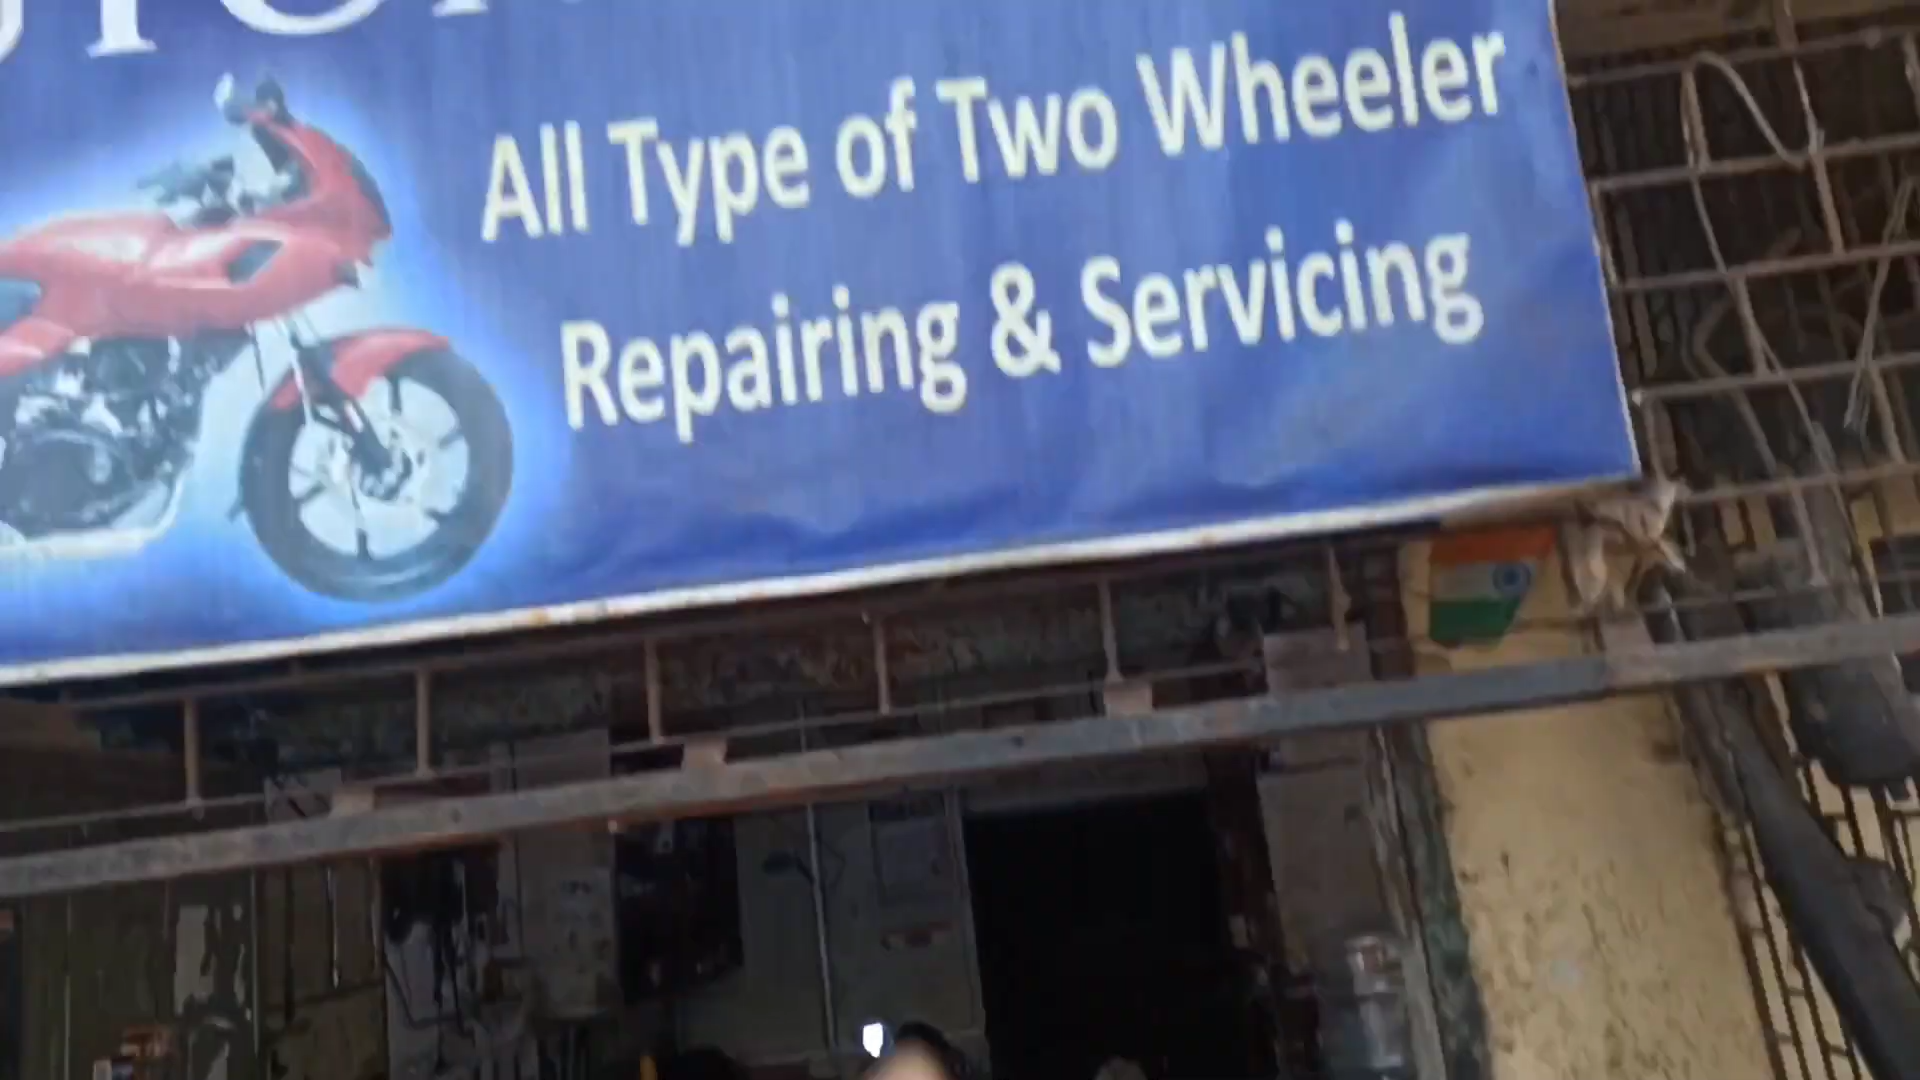 All Type of Two Wheeler
Repairing & Servicing